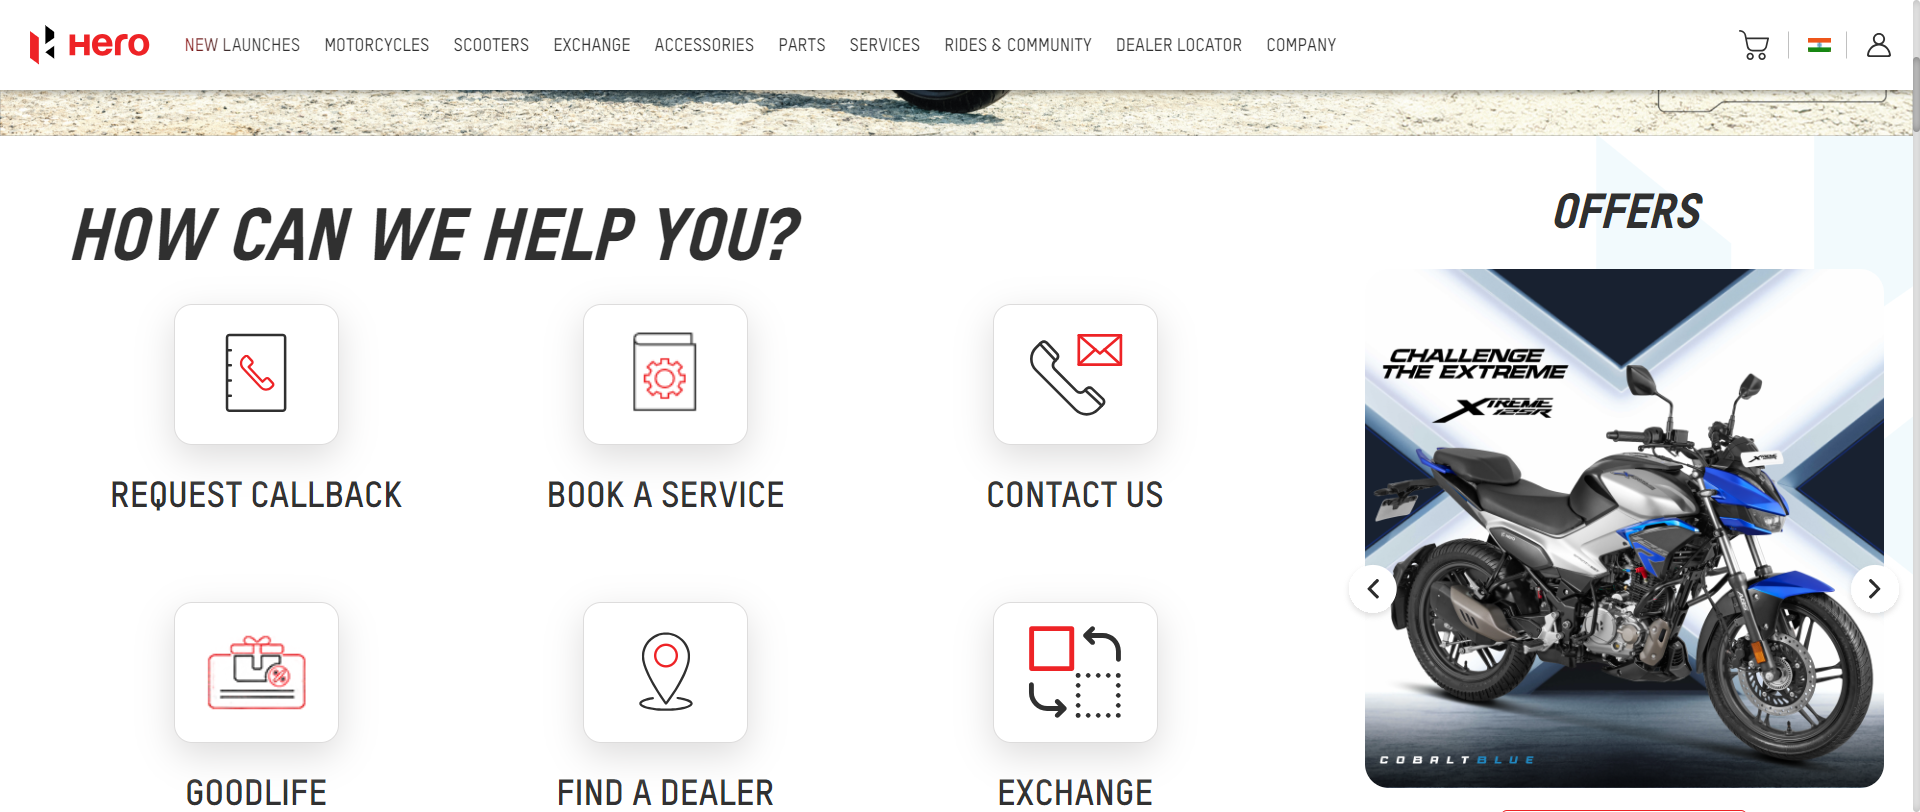 Hero
NEW LAUNCHES
MOTORCYCLES
SCOOTERS
EXCHANGE
ACCESSORIES
PARTS
SERVICES
RIDES & COMMUNITY
DEALER LOCATOR
COMPANY
HOW CAN WE HELP YOU?
REQUEST CALLBACK
BOOK A SERVICE
CONTACT US
GOODLIFE
FIND A DEALER
EXCHANGE
OFFERS
CHALLENGE
THE EXTREME
XTREME
125R
XTREME
COBALT BLUE